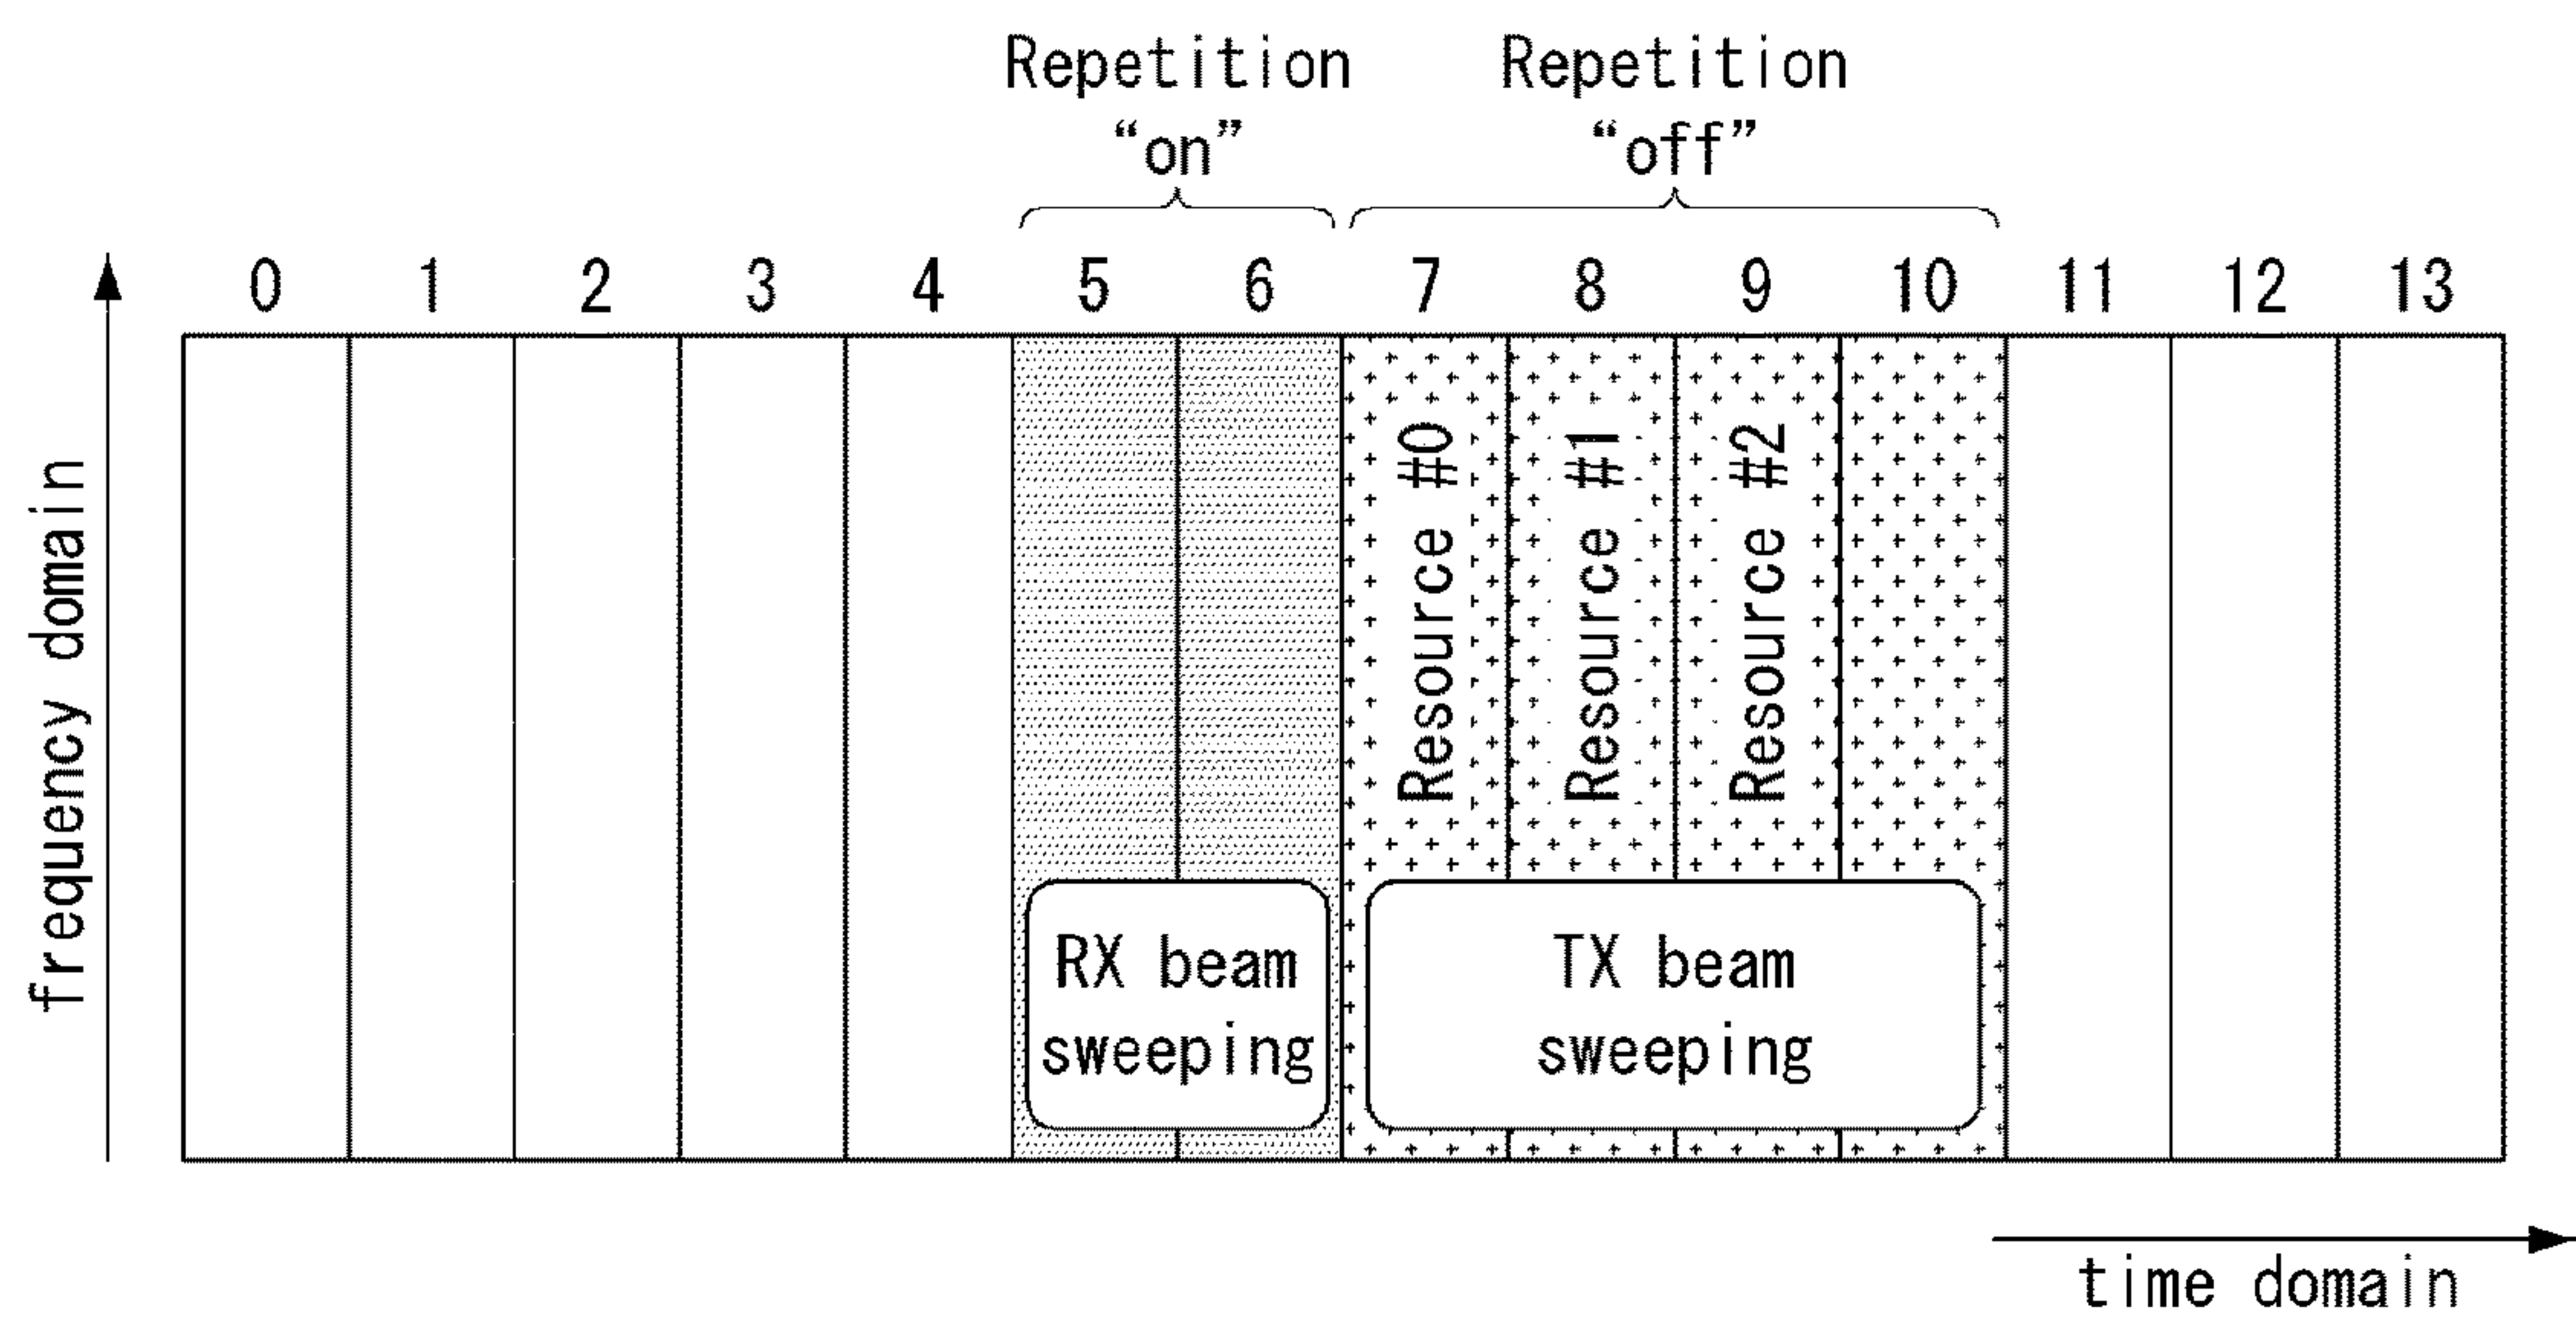 Repetition
“on”
Repetition
“off”
0 1 2 3 4 5 6 7 8 9 10 11 12 13
frequency domain
Resource #0
Resource #1
Resource #2
RX beam
sweeping
TX beam
sweeping
time domain